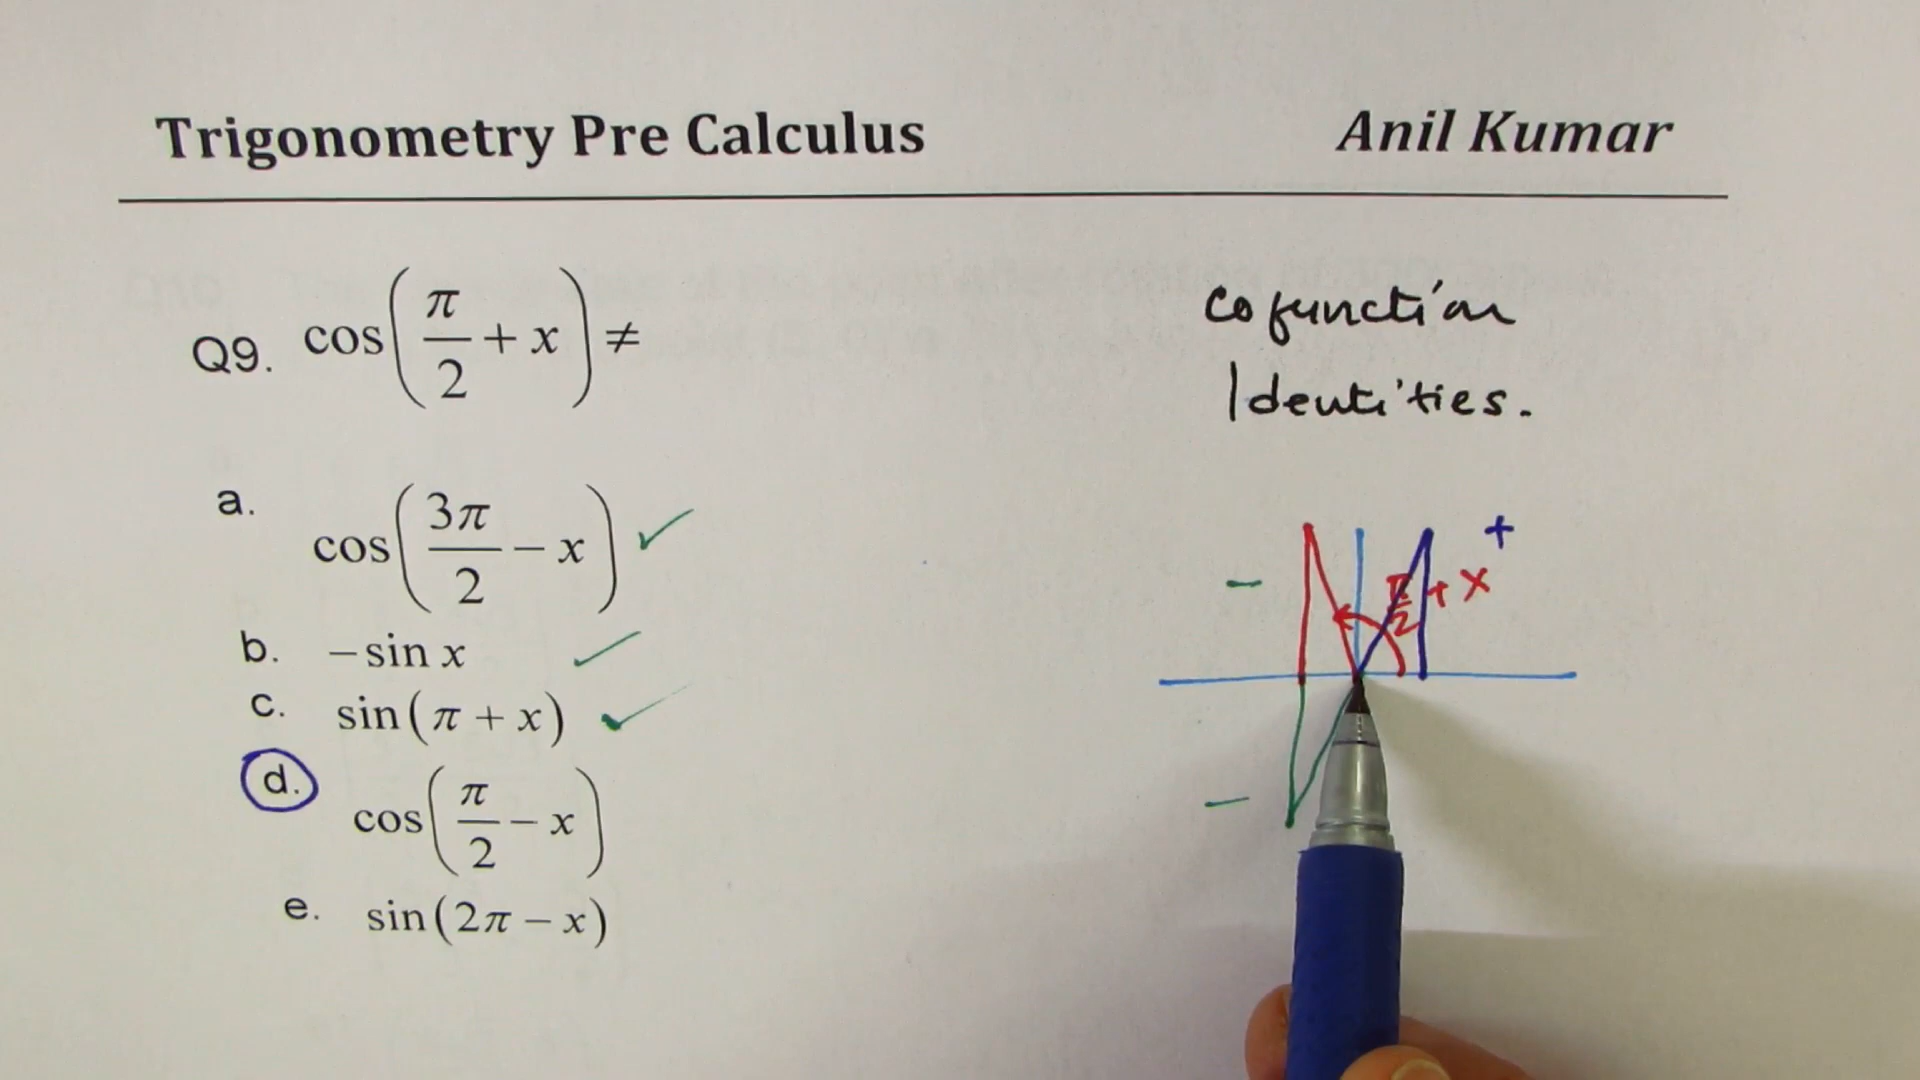 Trigonometry Pre Calculus Anil Kumar
Q9. cos(π/2 + x) ≠
Cofunction
Identities.
a. cos(3π/2 − x) ✓
b. −sin x ✓
c. sin(π + x) ✓
d. cos(π/2 − x)
e. sin(2π − x)
+
− π/2 + x
−